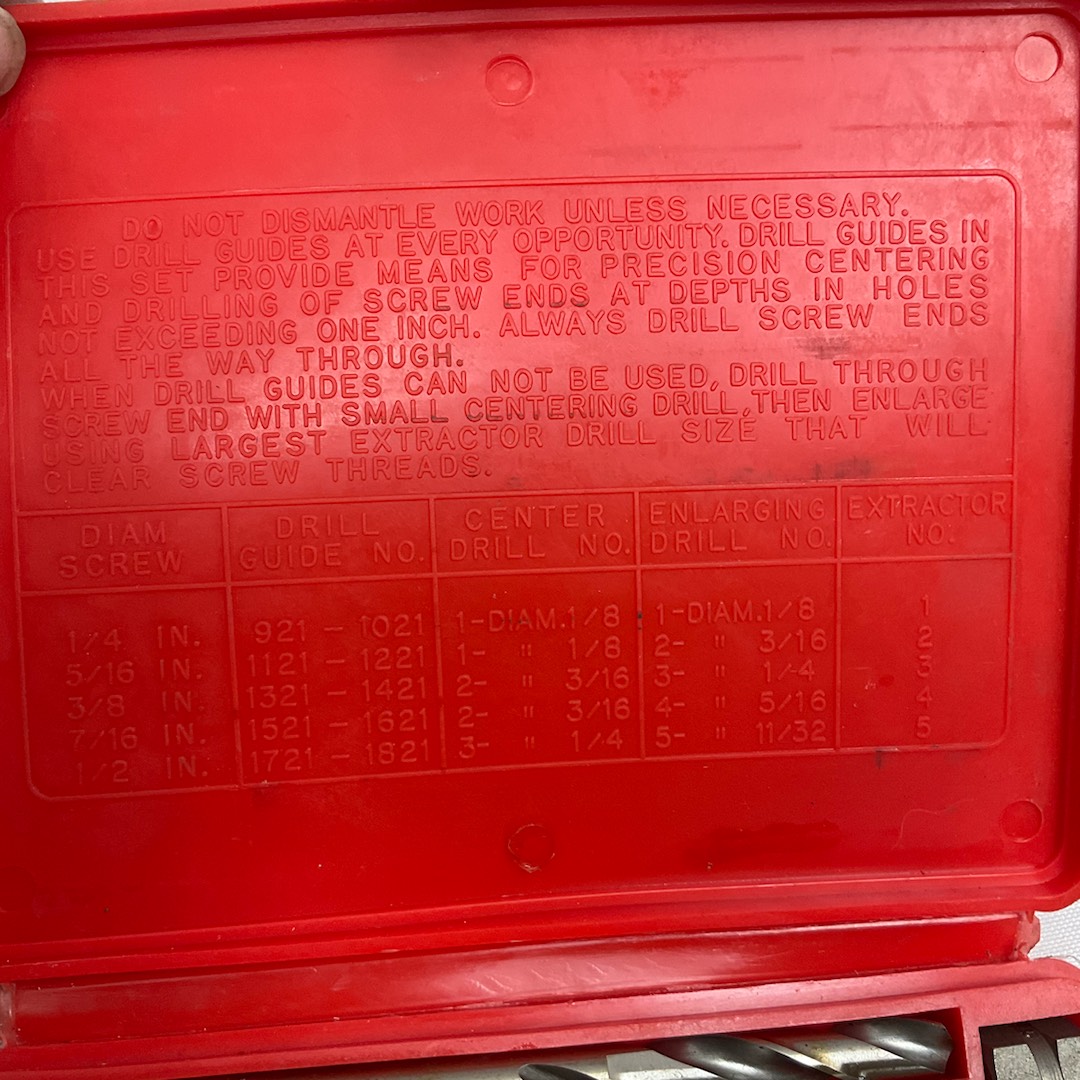 DO NOT DISMANTLE WORK UNLESS NECESSARY.
USE DRILL GUIDES AT EVERY OPPORTUNITY. DRILL GUIDES IN
THIS SET PROVIDE MEANS FOR PRECISION CENTERING
AND DRILLING OF SCREW ENDS AT DEPTHS IN HOLES
NOT EXCEEDING ONE INCH. ALWAYS DRILL SCREW ENDS
ALL THE WAY THROUGH.
WHEN DRILL GUIDES CAN NOT BE USED, DRILL THROUGH
SCREW END WITH SMALL CENTERING DRILL, THEN ENLARGE
USING LARGEST EXTRACTOR DRILL SIZE THAT WILL
CLEAR SCREW THREADS.
DIAM SCREW DRILL GUIDE NO. CENTER DRILL NO. ENLARGING DRILL NO. EXTRACTOR NO.
1/4 IN. 921 - 1021 1-DIAM. 1/8 1-DIAM. 1/8 1
5/16 IN. 1121 - 1221 1- " 1/8 2- " 3/16 2
3/8 IN. 1321 - 1421 2- " 3/16 3- " 1/4 3
7/16 IN. 1521 - 1621 2- " 3/16 4- " 5/16 4
1/2 IN. 1721 - 1821 3- " 1/4 5- " 11/32 5